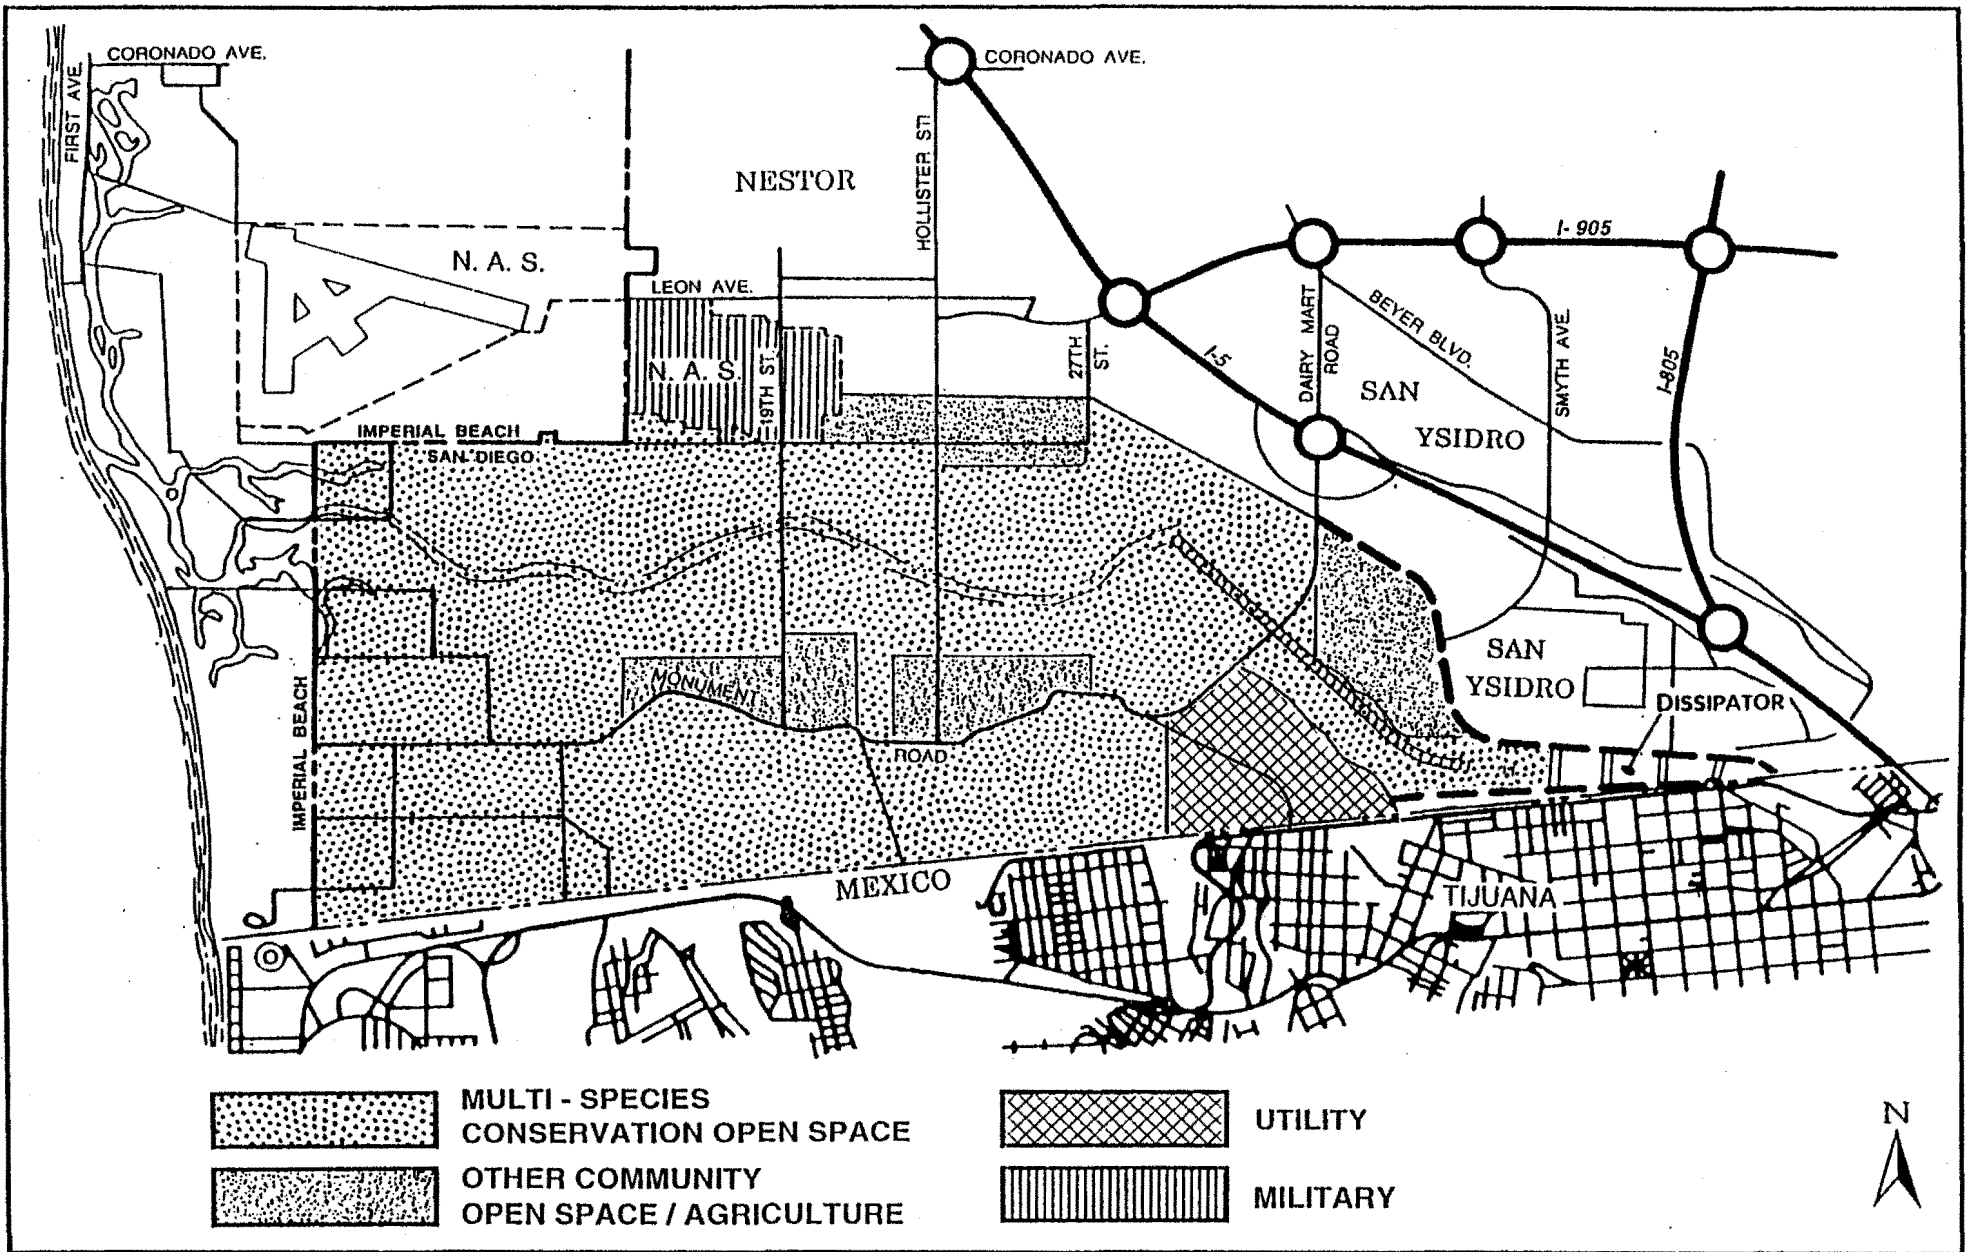 CORONADO AVE.
FIRST AVE.
CORONADO AVE.
HOLLISTER ST
NESTOR
I-905
N. A. S.
LEON AVE.
BEYER BLVD.
DAIRY MART
ROAD
SMYTH AVE.
I-805
I-5
27TH
ST.
N. A. S.
19TH ST.
SAN
YSIDRO
IMPERIAL BEACH
SAN DIEGO
SAN
YSIDRO
DISSIPATOR
MONUMENT
ROAD
IMPERIAL BEACH
MEXICO
TIJUANA
MULTI - SPECIES
CONSERVATION OPEN SPACE
OTHER COMMUNITY
OPEN SPACE / AGRICULTURE
UTILITY
MILITARY
N